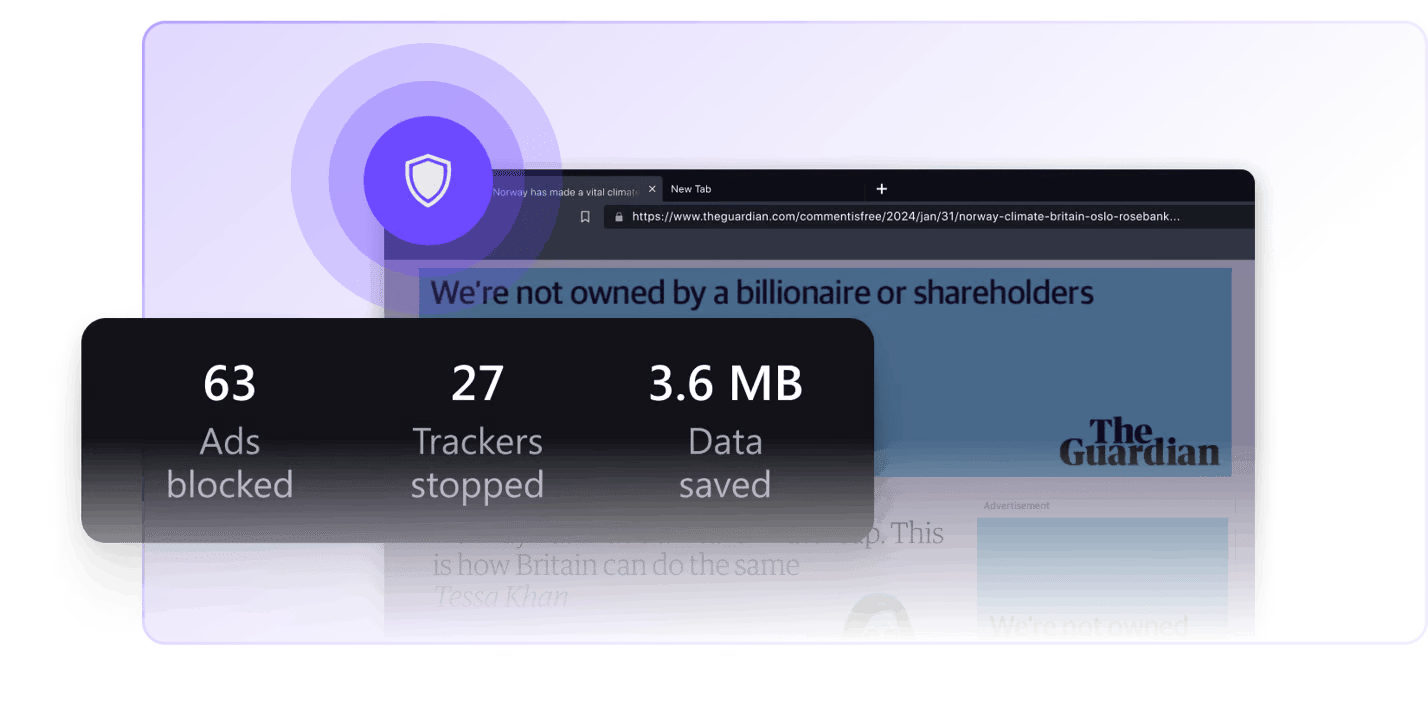 Norway has made a vital climat
New Tab
https://www.theguardian.com/commentisfree/2024/jan/31/norway-climate-britain-oslo-rosebank...
We're not owned by a billionaire or shareholders
The
Guardian
63
Ads
blocked
27
Trackers
stopped
3.6 MB
Data
saved
Advertisement
This
is how Britain can do the same
Tessa Khan
We're not owned